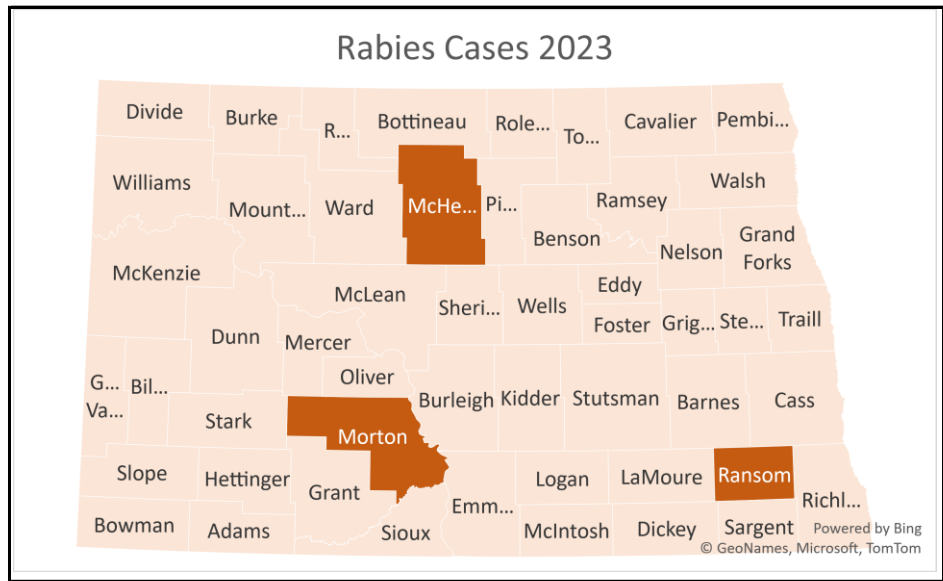 Rabies Cases 2023
Divide
Burke
R...
Bottineau
Role...
To...
Cavalier
Pembi...
Williams
Mount...
Ward
McHe...
Pi...
Benson
Ramsey
Walsh
Nelson
Grand
Forks
McKenzie
McLean
Sheri...
Wells
Eddy
Foster
Grig...
Ste...
Traill
Dunn
Mercer
Oliver
G...
Va...
Bil...
Stark
Morton
Burleigh
Kidder
Stutsman
Barnes
Cass
Slope
Hettinger
Grant
Emm...
Logan
LaMoure
Ransom
Richl...
Bowman
Adams
Sioux
McIntosh
Dickey
Sargent
Powered by Bing
© GeoNames, Microsoft, TomTom